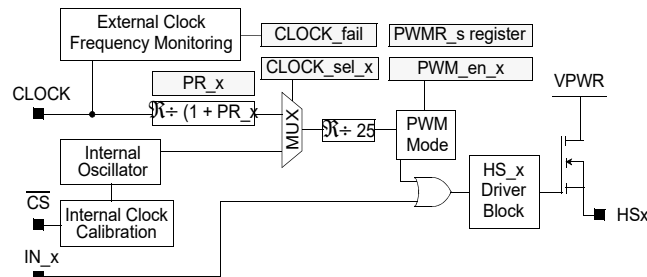 External Clock
Frequency Monitoring
CLOCK_fail
PWMR_s register
PR_x
CLOCK_sel_x
PWM_en_x
VPWR
CLOCK
ℜ÷ (1 + PR_x
MUX
ℜ÷ 25
PWM
Mode
Internal
Oscillator
HS_x
Driver
Block
CS
Internal Clock
Calibration
HSx
IN_x